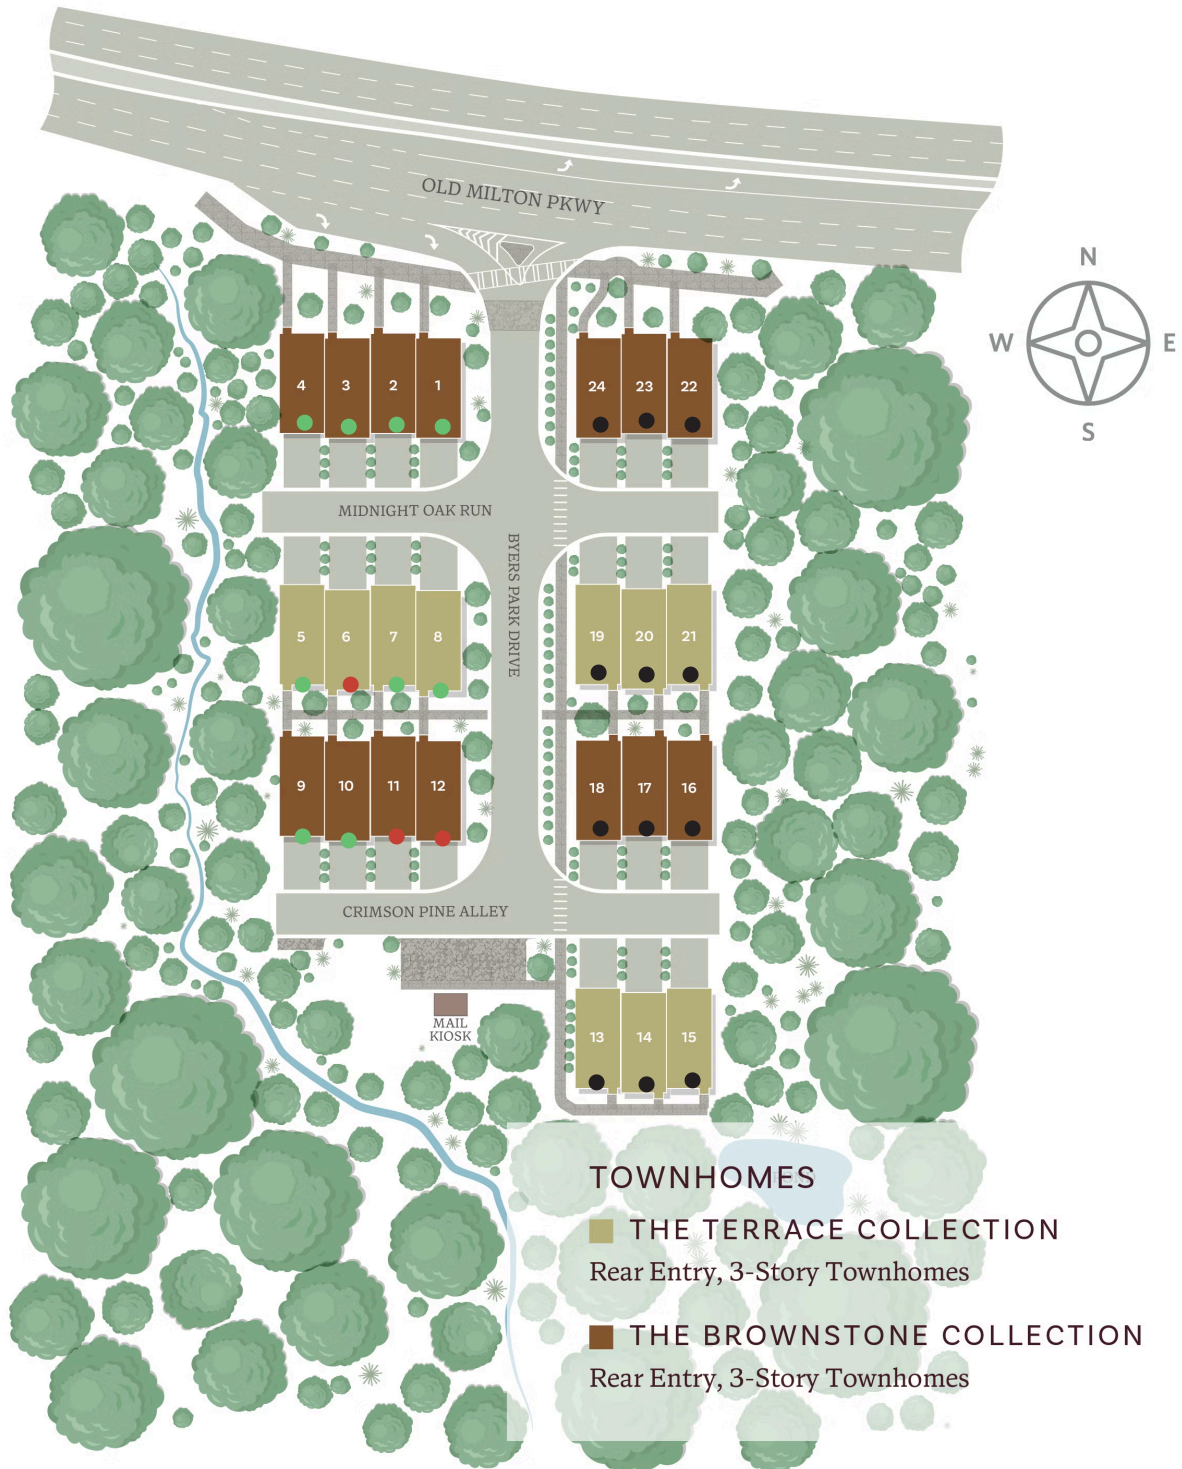 OLD MILTON PKWY
N
W E
S
4 3 2 1
24 23 22
MIDNIGHT OAK RUN
BYERS PARK DRIVE
5 6 7 8
19 20 21
9 10 11 12
18 17 16
CRIMSON PINE ALLEY
MAIL
KIOSK
13 14 15
TOWNHOMES
THE TERRACE COLLECTION
Rear Entry, 3-Story Townhomes
THE BROWNSTONE COLLECTION
Rear Entry, 3-Story Townhomes